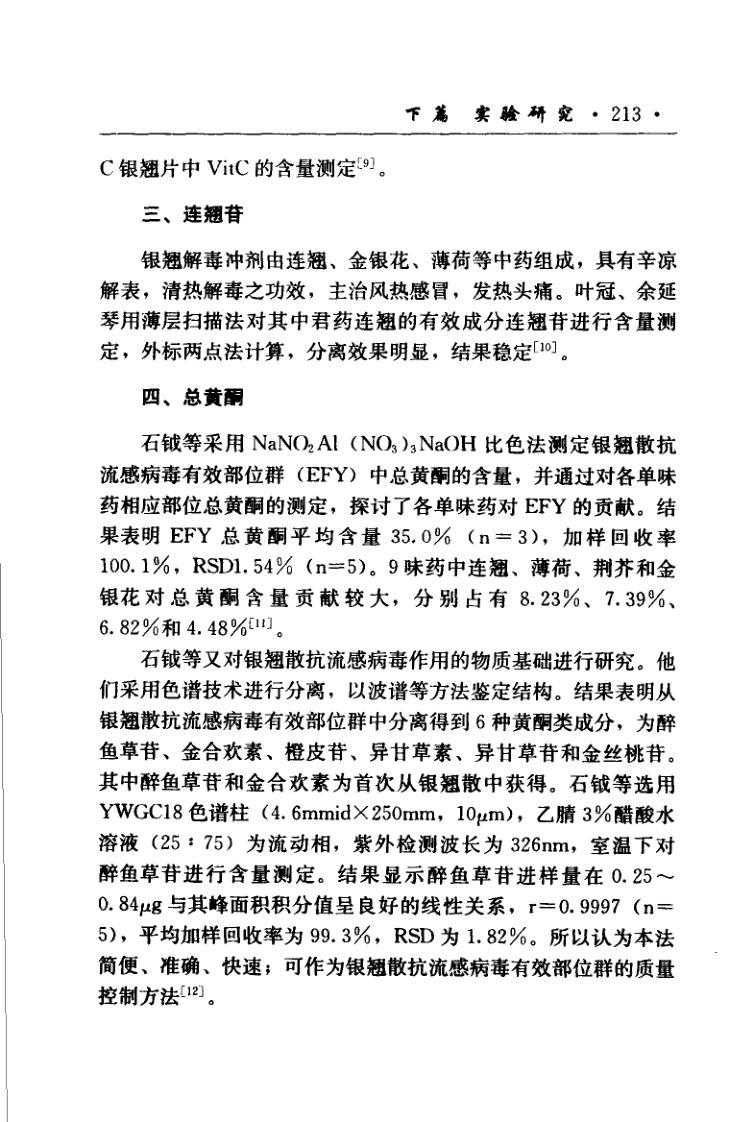 下篇 实验研究 · 213 ·
C 银翘片中 VitC 的含量测定[9]。
三、连翘苷
银翘解毒冲剂由连翘、金银花、薄荷等中药组成，具有辛凉
解表，清热解毒之功效，主治风热感冒，发热头痛。叶冠、余延
琴用薄层扫描法对其中君药连翘的有效成分连翘苷进行含量测
定，外标两点法计算，分离效果明显，结果稳定[10]。
四、总黄酮
石钺等采用 NaNO₂Al（NO₃）₃NaOH 比色法测定银翘散抗
流感病毒有效部位群（EFY）中总黄酮的含量，并通过对各单味
药相应部位总黄酮的测定，探讨了各单味药对 EFY 的贡献。结
果表明 EFY 总黄酮平均含量 35.0%（n＝3），加样回收率
100.1%，RSD1.54%（n=5）。9 味药中连翘、薄荷、荆芥和金
银花对总黄酮含量贡献较大，分别占有 8.23%、7.39%、
6.82%和 4.48%[11]。
石钺等又对银翘散抗流感病毒作用的物质基础进行研究。他
们采用色谱技术进行分离，以波谱等方法鉴定结构。结果表明从
银翘散抗流感病毒有效部位群中分离得到 6 种黄酮类成分，为醉
鱼草苷、金合欢素、橙皮苷、异甘草素、异甘草苷和金丝桃苷。
其中醉鱼草苷和金合欢素为首次从银翘散中获得。石钺等选用
YWGC18 色谱柱（4.6mmid×250mm，10μm），乙腈 3%醋酸水
溶液（25∶75）为流动相，紫外检测波长为 326nm，室温下对
醉鱼草苷进行含量测定。结果显示醉鱼草苷进样量在 0.25～
0.84μg 与其峰面积积分值呈良好的线性关系，r＝0.9997（n＝
5），平均加样回收率为 99.3%，RSD 为 1.82%。所以认为本法
简便、准确、快速；可作为银翘散抗流感病毒有效部位群的质量
控制方法[12]。